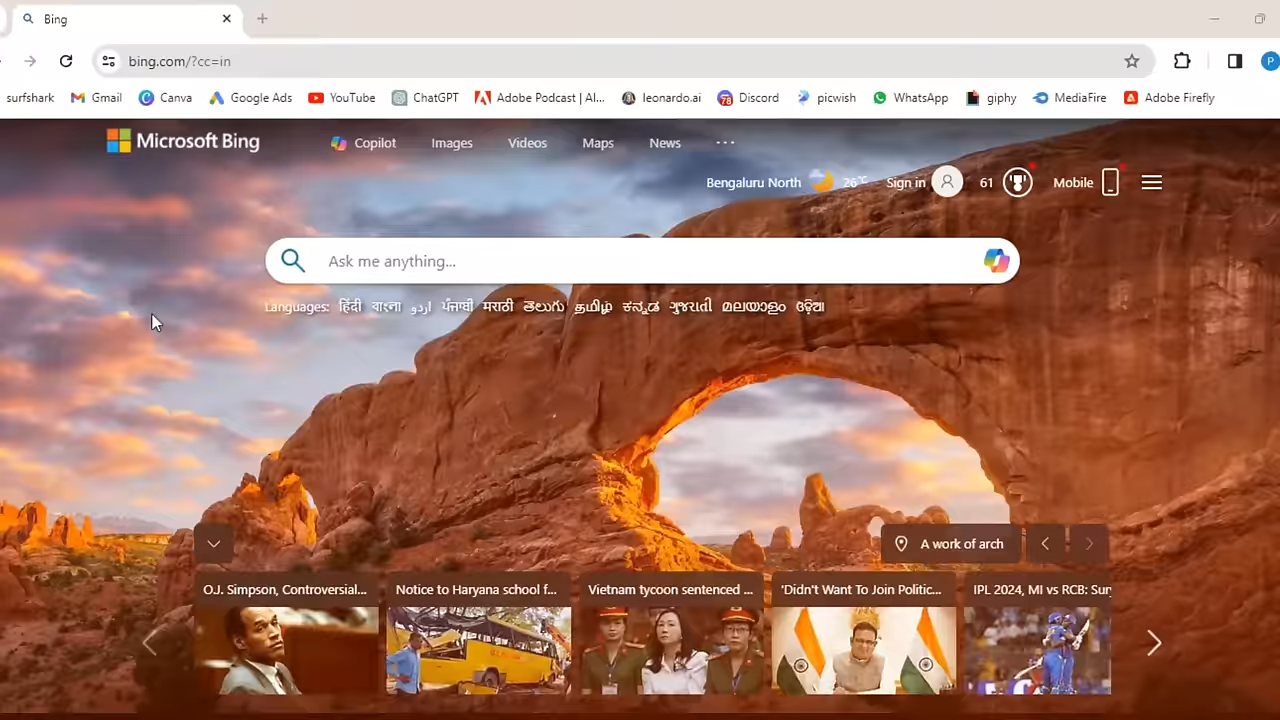 Bing
bing.com/?cc=in
surfshark Gmail Canva Google Ads YouTube ChatGPT Adobe Podcast | Al... leonardo.ai 78 Discord picwish WhatsApp giphy MediaFire Adobe Firefly
P
Microsoft Bing Copilot Images Videos Maps News
Bengaluru North 26°C Sign in 61 Mobile
Ask me anything...
Languages: हिंदी বাংলা اردو ਪੰਜਾਬੀ मराठी తెలుగు தமிழ் ಕನ್ನಡ ગુજરાતી മലയാളം ଓଡ଼ିଆ
A work of arch
O.J. Simpson, Controversial... Notice to Haryana school f... Vietnam tycoon sentenced ... 'Didn't Want To Join Politic... IPL 2024, MI vs RCB: Sur